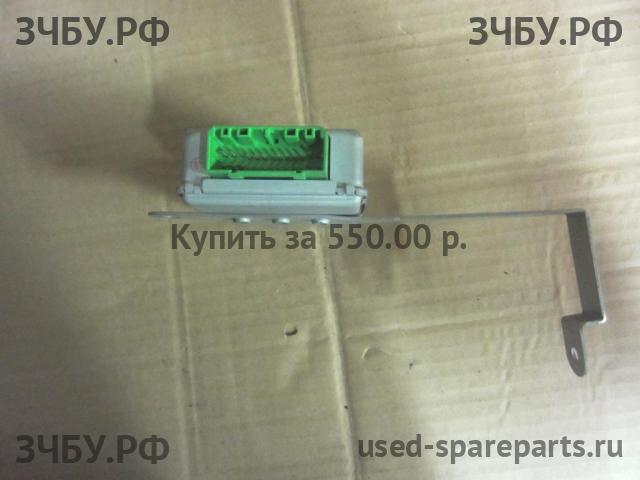 ЗЧБУ.РФ ЗЧБУ.РФ
Купить за 550.00 р.
ЗЧБУ.РФ used-spareparts.ru